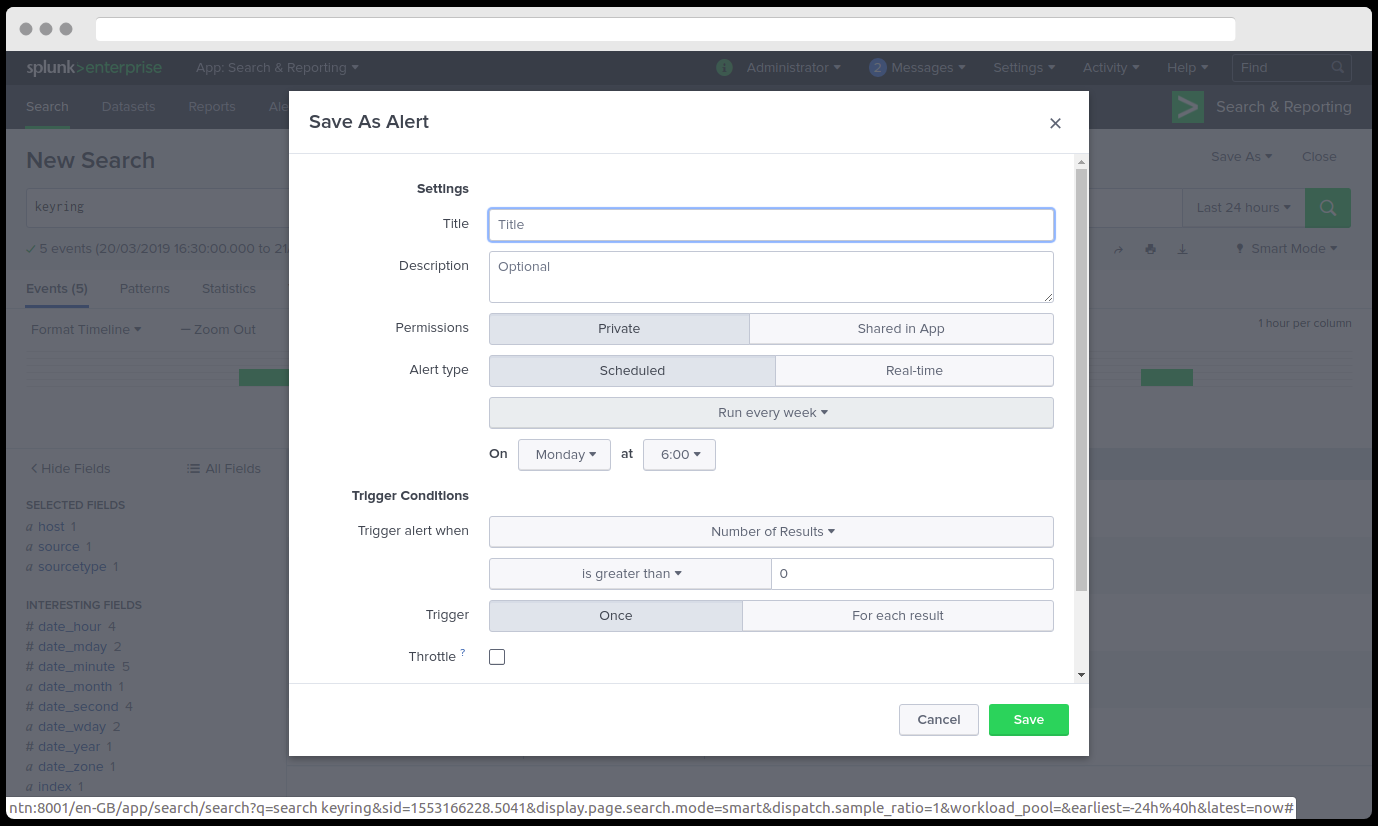 splunk>enterprise App: Search & Reporting i Administrator 2 Messages Settings Activity Help Find
Search Datasets Reports Search & Reporting
Save As Alert
New Search Save As Close
Settings
keyring Last 24 hours
Title Title
5 events (20/03/2019 16:30:00.000 to Smart Mode
Description Optional
Events (5) Patterns Statistics
Permissions Private Shared in App
Format Timeline Zoom Out 1 hour per column
Alert type Scheduled Real-time
Run every week
On Monday at 6:00
Hide Fields All Fields
Trigger Conditions
SELECTED FIELDS
a host 1
Trigger alert when Number of Results
a source 1
a sourcetype 1
is greater than 0
INTERESTING FIELDS
Trigger Once For each result
# date_hour 4
# date_mday 2
Throttle ?
# date_minute 5
a date_month 1
# date_second 4
Cancel Save
a date_wday 2
# date_year 1
a date_zone 1
a index 1
ntn:8001/en-GB/app/search/search?q=search keyring&sid=1553166228.5041&display.page.search.mode=smart&dispatch.sample_ratio=1&workload_pool=&earliest=-24h%40h&latest=now#